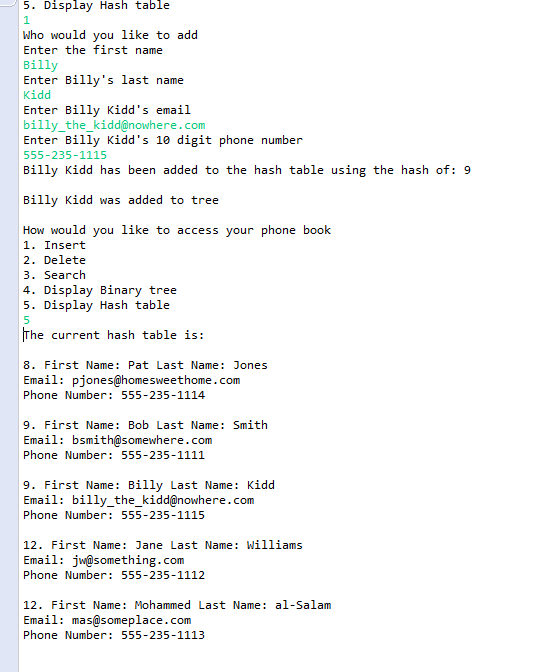 5. Display Hash table
1
Who would you like to add
Enter the first name
Billy
Enter Billy's last name
Kidd
Enter Billy Kidd's email
billy_the_kidd@nowhere.com
Enter Billy Kidd's 10 digit phone number
555-235-1115
Billy Kidd has been added to the hash table using the hash of: 9
Billy Kidd was added to tree
How would you like to access your phone book
1. Insert
2. Delete
3. Search
4. Display Binary tree
5. Display Hash table
5
The current hash table is:
8. First Name: Pat Last Name: Jones
Email: pjones@homesweethome.com
Phone Number: 555-235-1114
9. First Name: Bob Last Name: Smith
Email: bsmith@somewhere.com
Phone Number: 555-235-1111
9. First Name: Billy Last Name: Kidd
Email: billy_the_kidd@nowhere.com
Phone Number: 555-235-1115
12. First Name: Jane Last Name: Williams
Email: jw@something.com
Phone Number: 555-235-1112
12. First Name: Mohammed Last Name: al-Salam
Email: mas@someplace.com
Phone Number: 555-235-1113